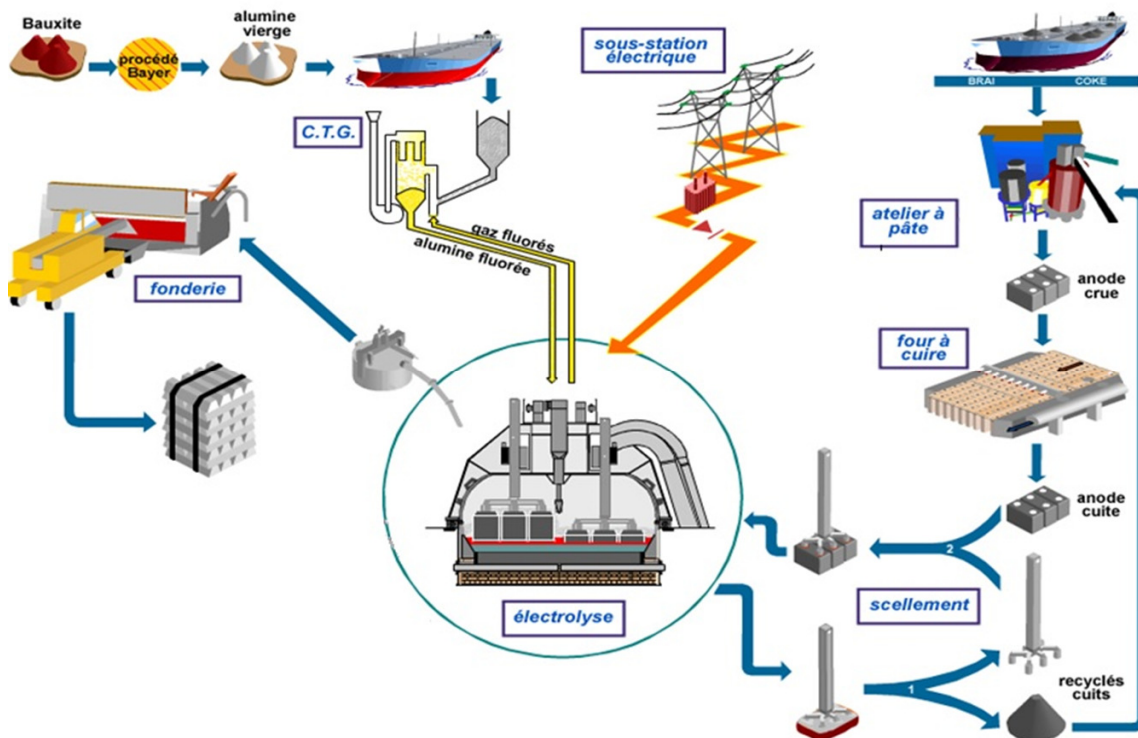 Bauxite
procédé
Bayer
alumine
vierge
C.T.G.
gaz fluorés
alumine fluorée
sous-station
électrique
BRAI
COKE
atelier à
pâte
anode
crue
four à
cuire
anode
cuite
2
scellement
1
recyclés
cuits
électrolyse
fonderie